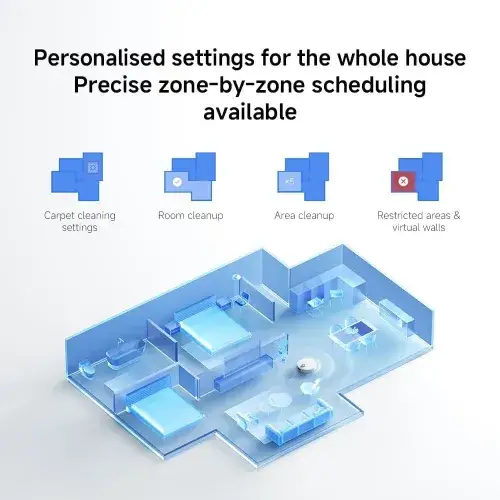 Personalised settings for the whole house
Precise zone-by-zone scheduling
available
Carpet cleaning
settings
Room cleanup
Area cleanup
Restricted areas &
virtual walls